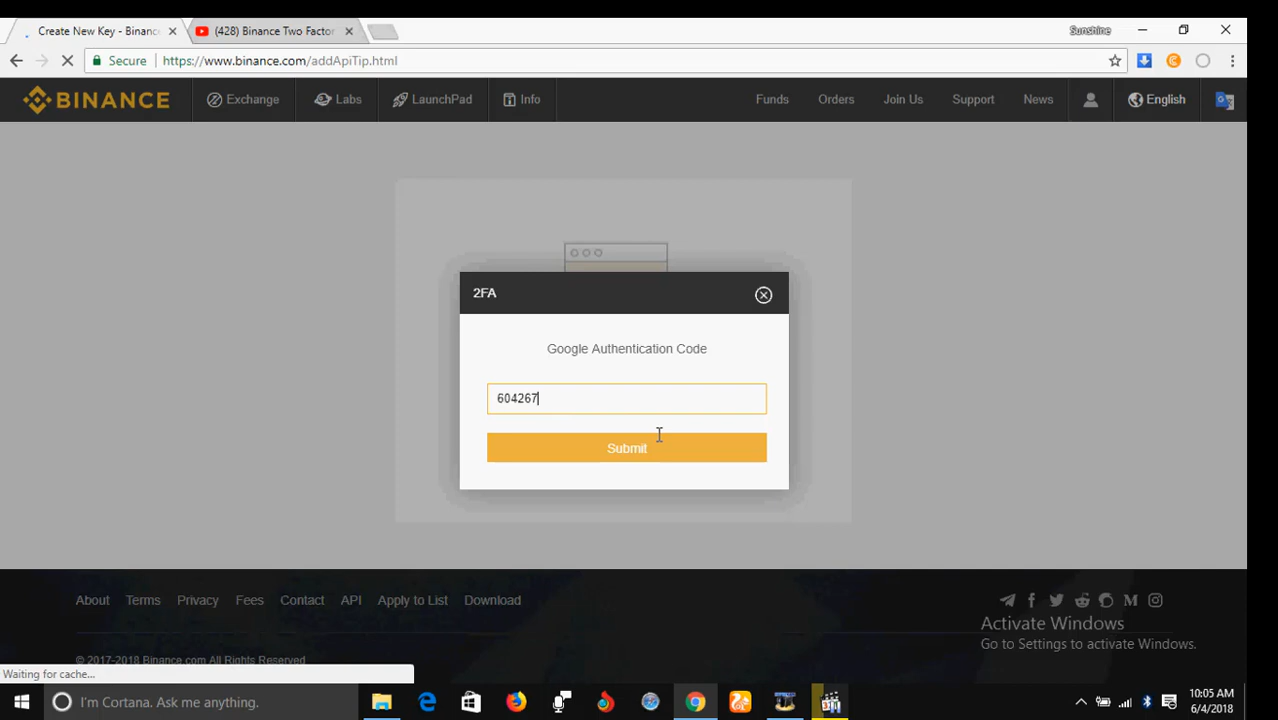 Create New Key - Binanc
(428) Binance Two Factor
Sunshine
Secure
https://www.binance.com/addApiTip.html
BINANCE
Exchange
Labs
LaunchPad
Info
Funds
Orders
Join Us
Support
News
English
2FA
Google Authentication Code
604267
Submit
About
Terms
Privacy
Fees
Contact
API
Apply to List
Download
Activate Windows
Go to Settings to activate Windows.
© 2017-2018 Binance.com All Rights Reserved
Waiting for cache...
I'm Cortana. Ask me anything.
10:05 AM
6/4/2018